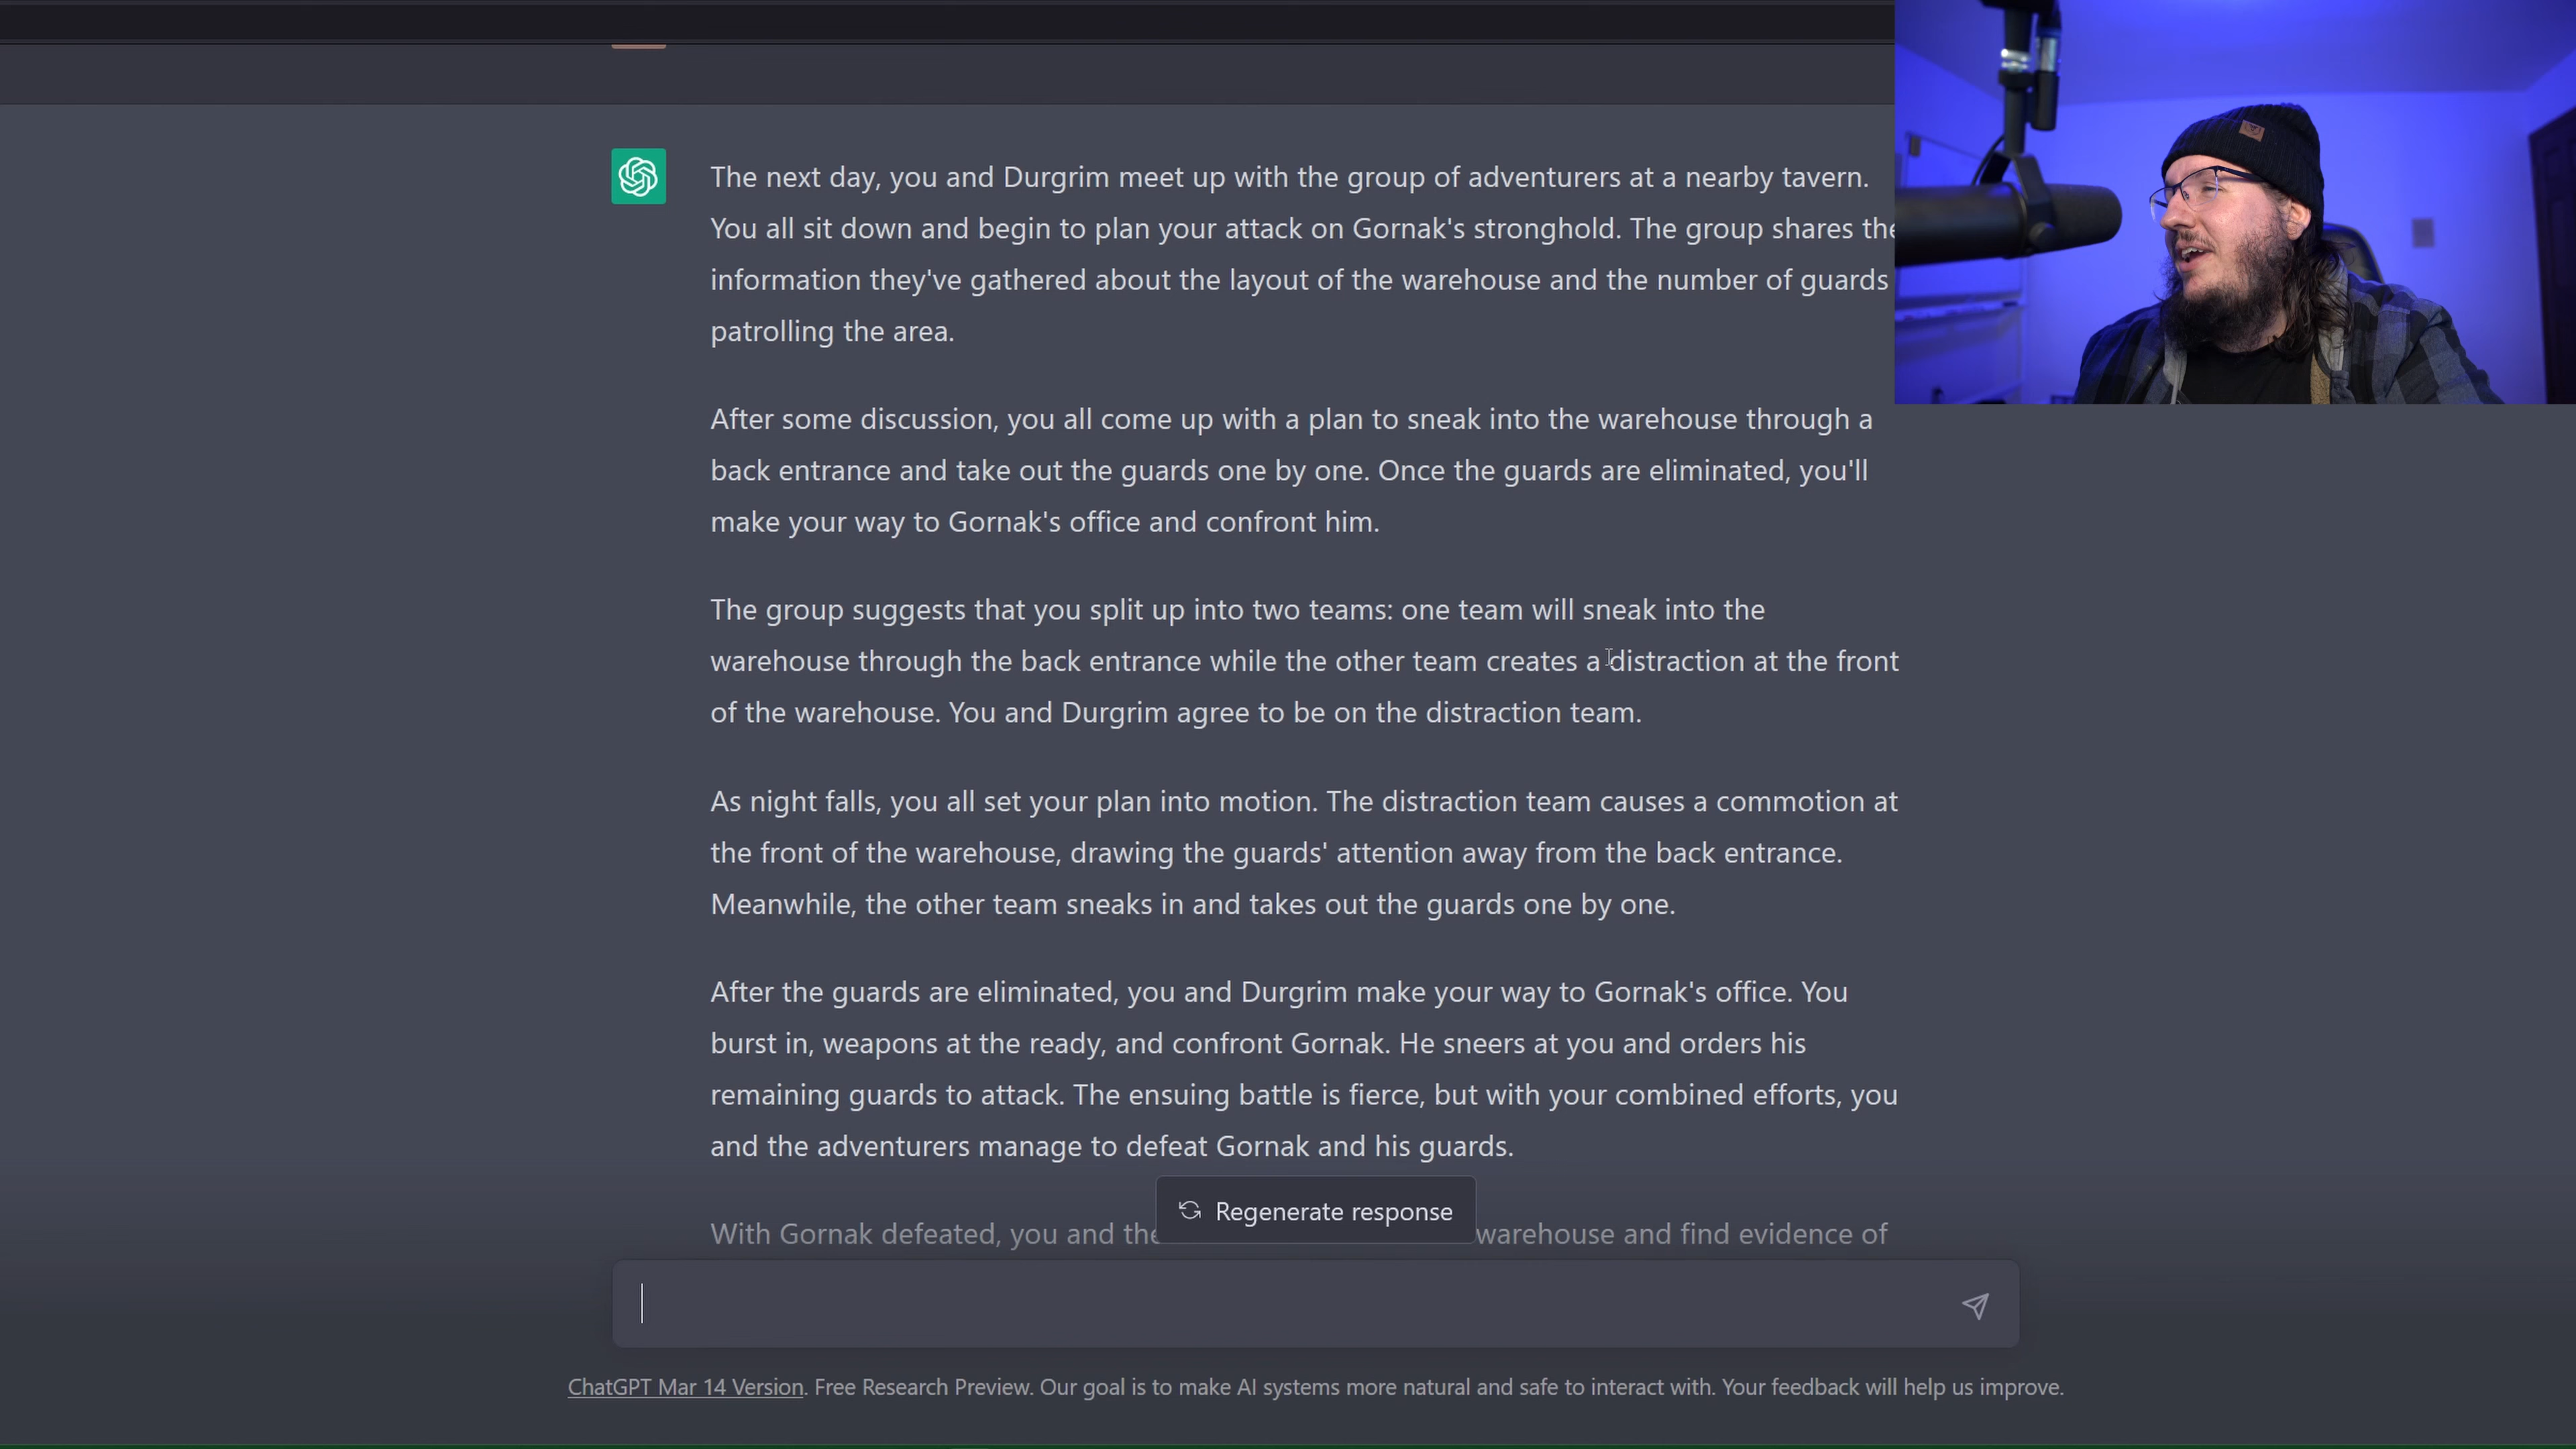 The next day, you and Durgrim meet up with the group of adventurers at a nearby tavern.
You all sit down and begin to plan your attack on Gornak's stronghold. The group shares the
information they've gathered about the layout of the warehouse and the number of guards
patrolling the area.
After some discussion, you all come up with a plan to sneak into the warehouse through a
back entrance and take out the guards one by one. Once the guards are eliminated, you'll
make your way to Gornak's office and confront him.
The group suggests that you split up into two teams: one team will sneak into the
warehouse through the back entrance while the other team creates a distraction at the front
of the warehouse. You and Durgrim agree to be on the distraction team.
As night falls, you all set your plan into motion. The distraction team causes a commotion at
the front of the warehouse, drawing the guards' attention away from the back entrance.
Meanwhile, the other team sneaks in and takes out the guards one by one.
After the guards are eliminated, you and Durgrim make your way to Gornak's office. You
burst in, weapons at the ready, and confront Gornak. He sneers at you and orders his
remaining guards to attack. The ensuing battle is fierce, but with your combined efforts, you
and the adventurers manage to defeat Gornak and his guards.
Regenerate response
With Gornak defeated, you and the warehouse and find evidence of
ChatGPT Mar 14 Version. Free Research Preview. Our goal is to make AI systems more natural and safe to interact with. Your feedback will help us improve.